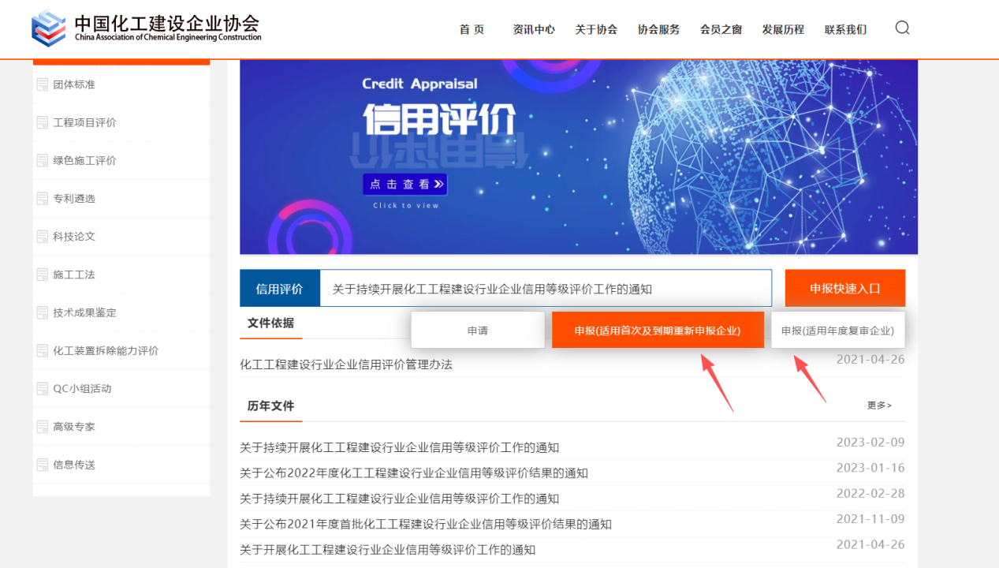 中国化工建设企业协会
China Association of Chemical Engineering Construction
首 页 资讯中心 关于协会 协会服务 会员之窗 发展历程 联系我们
团体标准
工程项目评价
绿色施工评价
专利遴选
科技论文
施工工法
技术成果鉴定
化工装置拆除能力评价
QC小组活动
高级专家
信息传送
Credit Appraisal
信用评价
点击查看
Click to view
信用评价 关于持续开展化工工程建设行业企业信用等级评价工作的通知 申报快速入口
文件依据
申请 申报(适用首次及到期重新申报企业) 申报(适用年度复审企业)
化工工程建设行业企业信用评价管理办法 2021-04-26
历年文件 更多>
关于持续开展化工工程建设行业企业信用等级评价工作的通知 2023-02-09
关于公布2022年度化工工程建设行业企业信用等级评价结果的通知 2023-01-16
关于持续开展化工工程建设行业企业信用等级评价工作的通知 2022-02-28
关于公布2021年度首批化工工程建设行业企业信用等级评价结果的通知 2021-11-09
关于开展化工工程建设行业企业信用等级评价工作的通知 2021-04-26